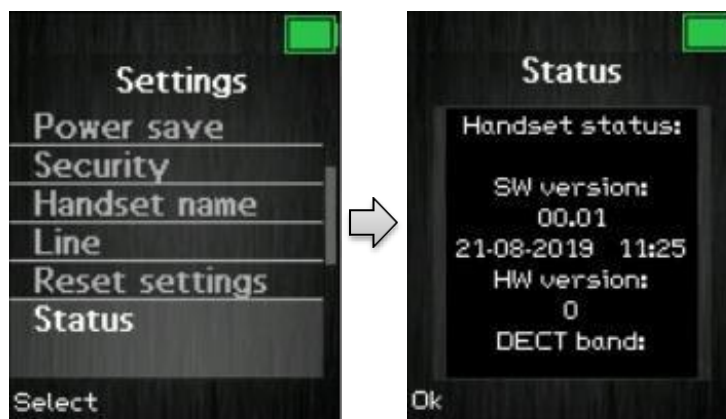 Settings
Power save
Security
Handset name
Line
Reset settings
Status
Select
Status
Handset status:
SW version:
00.01
21-08-2019 11:25
HW version:
0
DECT band:
Ok